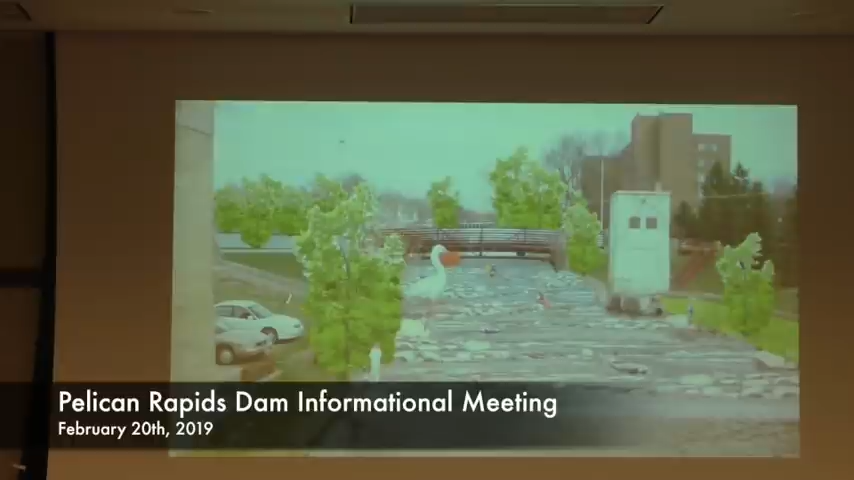 Pelican Rapids Dam Informational Meeting
February 20th, 2019